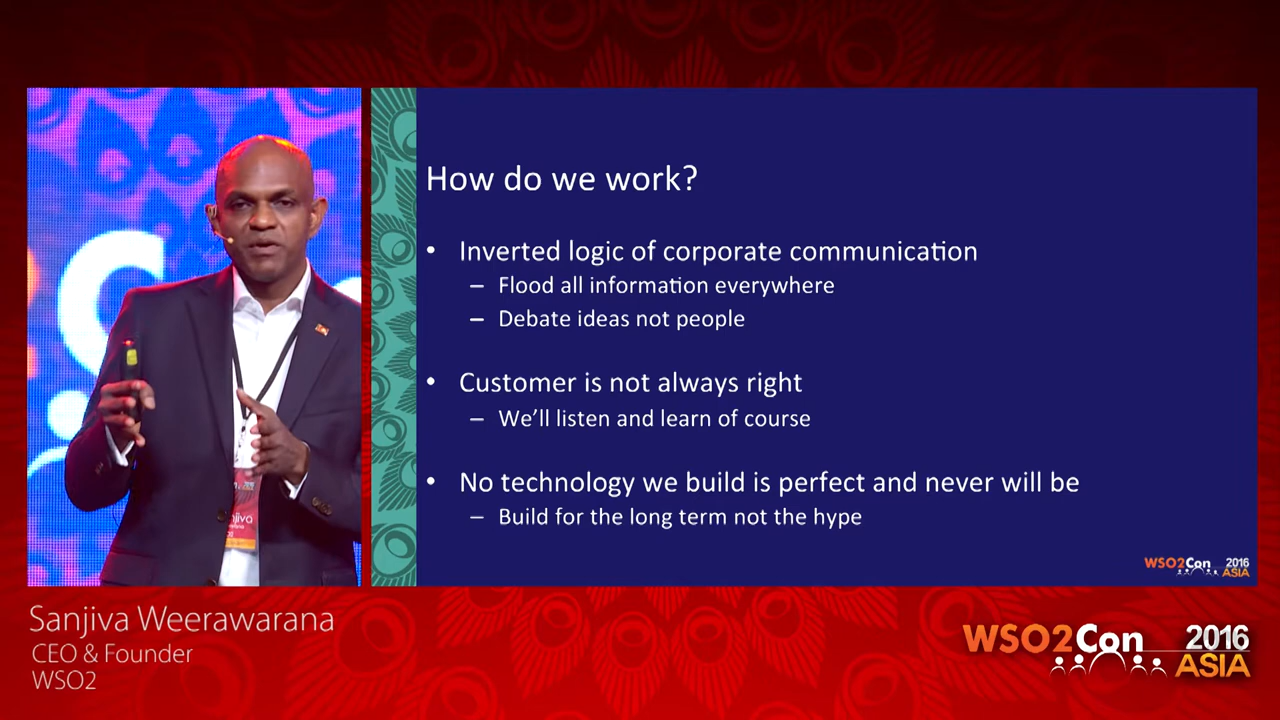 How do we work?
• Inverted logic of corporate communication
– Flood all information everywhere
– Debate ideas not people
• Customer is not always right
– We'll listen and learn of course
• No technology we build is perfect and never will be
– Build for the long term not the hype
WSO2Con 2016
ASIA
Sanjiva Weerawarana
CEO & Founder
WSO2
WSO2Con 2016
ASIA